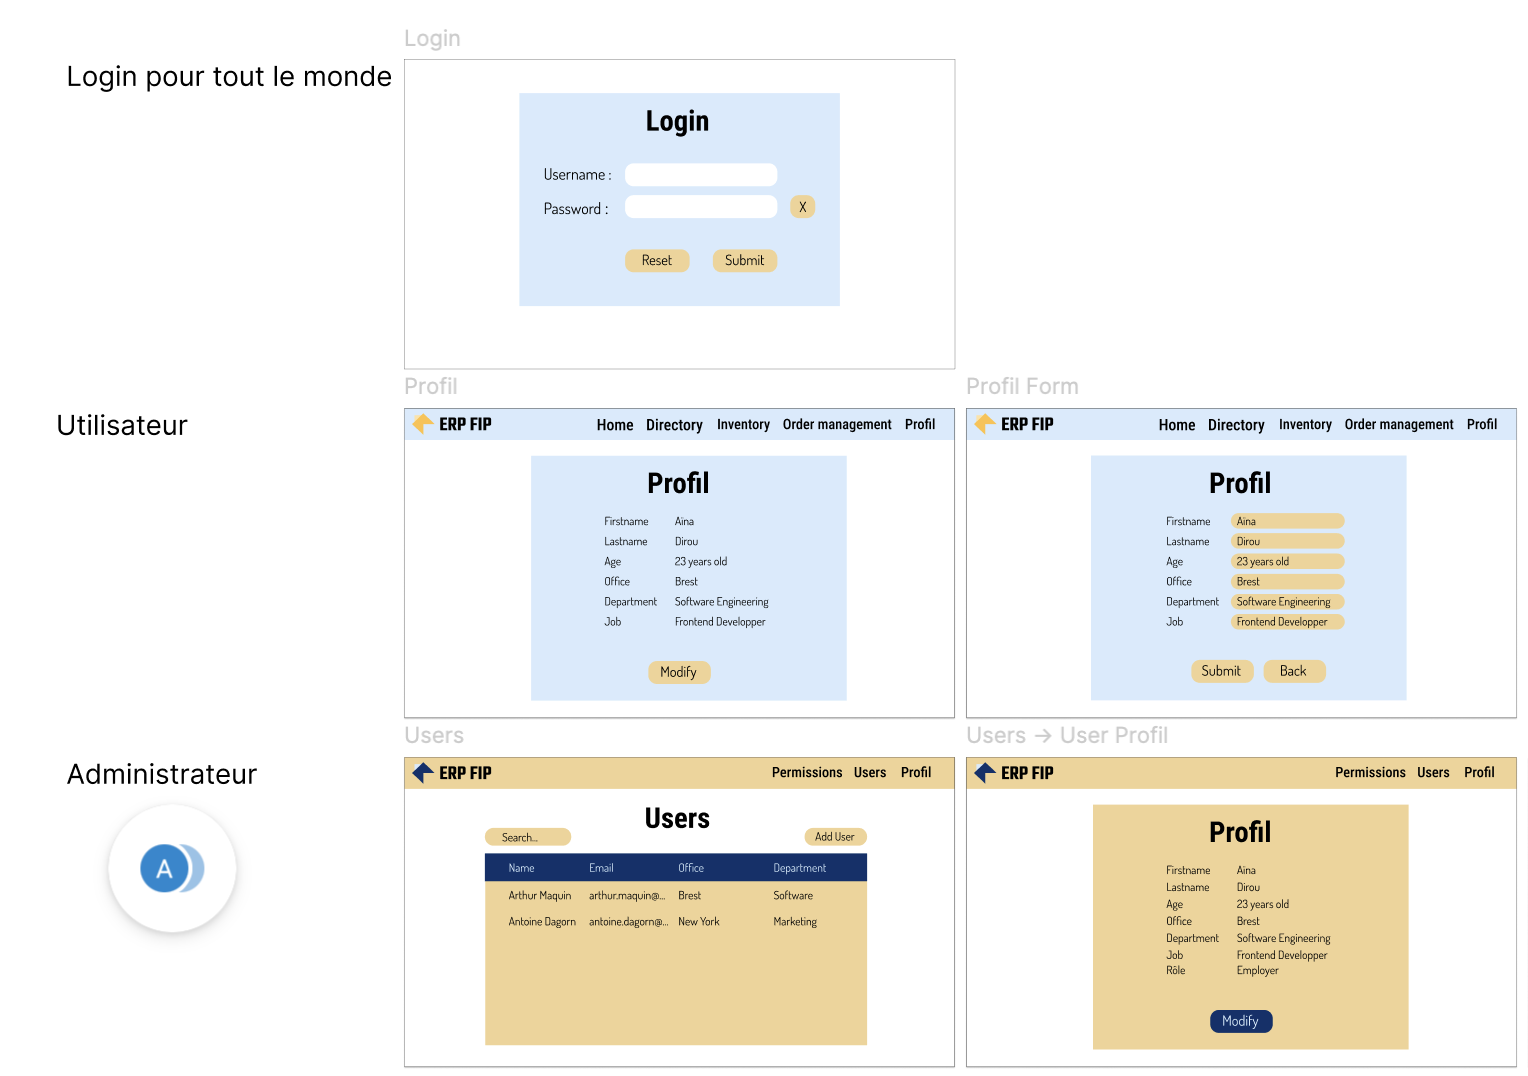 Login
Login pour tout le monde
Login
Username :
Password :
X
Reset Submit
Profil
Profil Form
Utilisateur
ERP FIP Home Directory Inventory Order management Profil
Profil
Firstname Aïna
Lastname Dirou
Age 23 years old
Office Brest
Department Software Engineering
Job Frontend Developper
Modify
ERP FIP Home Directory Inventory Order management Profil
Profil
Firstname Aïna
Lastname Dirou
Age 23 years old
Office Brest
Department Software Engineering
Job Frontend Developper
Submit Back
Users
Users → User Profil
Administrateur
A
ERP FIP Permissions Users Profil
Users
Search... Add User
Name Email Office Department
Arthur Maquin arthur.maquin@... Brest Software
Antoine Dagorn antoine.dagorn@... New York Marketing
ERP FIP Permissions Users Profil
Profil
Firstname Aïna
Lastname Dirou
Age 23 years old
Office Brest
Department Software Engineering
Job Frontend Developper
Rôle Employer
Modify